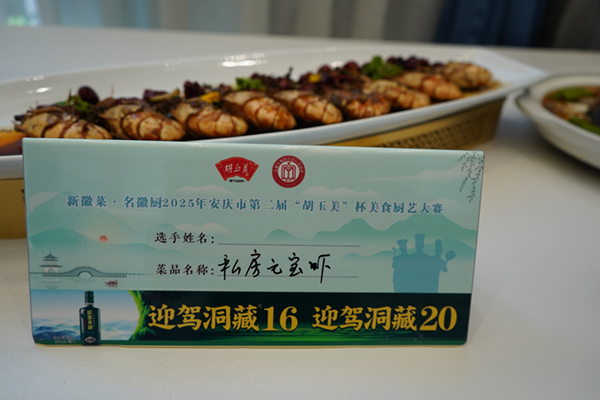 胡玉美
新徽菜·名徽厨2025年安庆市第二届“胡玉美”杯美食厨艺大赛
选手姓名:
菜品名称:私房元宝虾
迎驾洞藏16 迎驾洞藏20